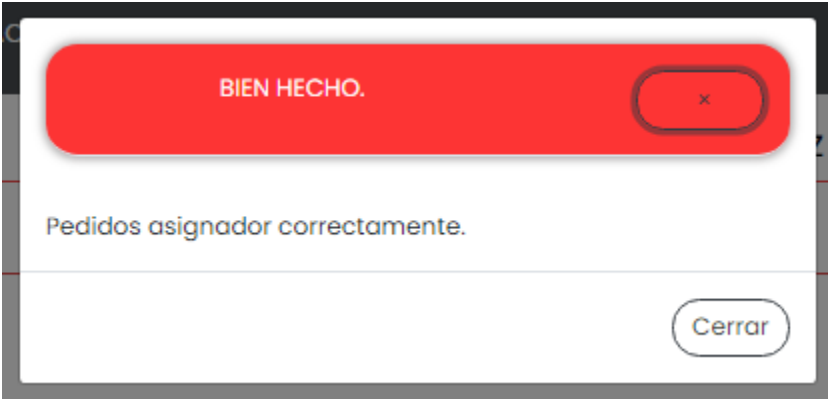 BIEN HECHO.
×
Pedidos asignador correctamente.
Cerrar